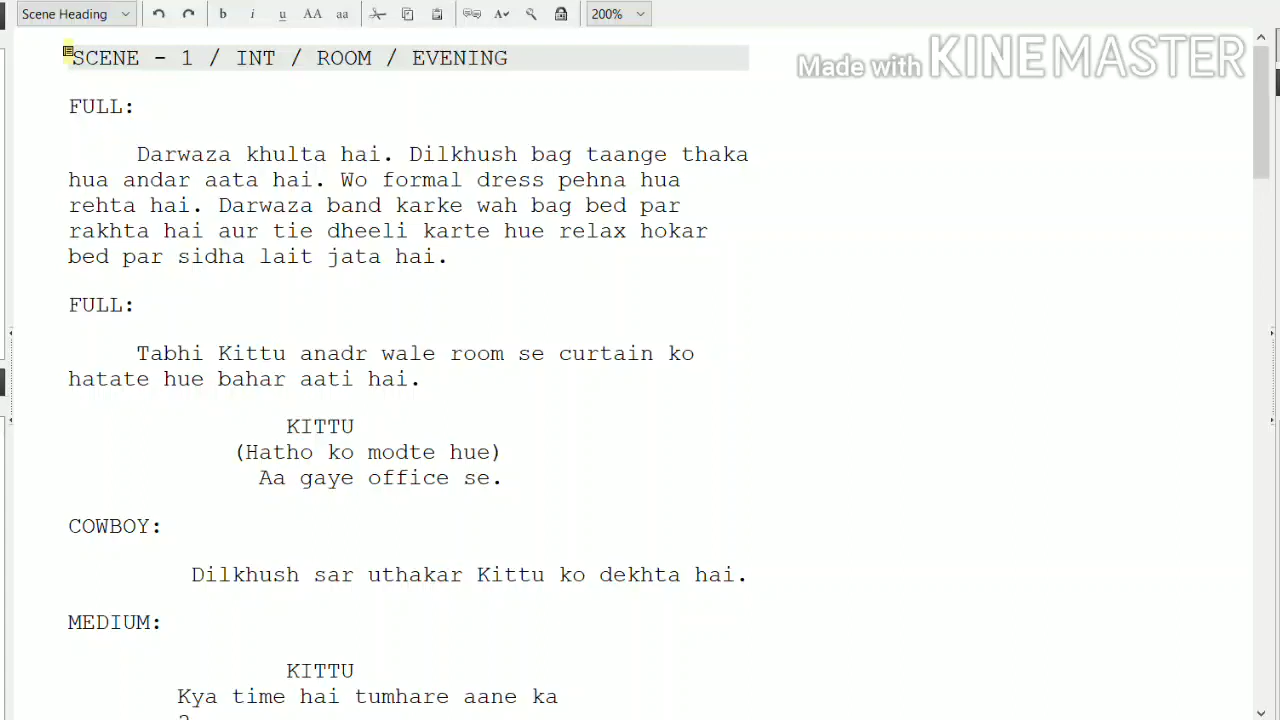 Scene Heading
b i u AA aa
200%
Made with KINEMASTER
SCENE - 1 / INT / ROOM / EVENING
FULL:
Darwaza khulta hai. Dilkhush bag taange thaka
hua andar aata hai. Wo formal dress pehna hua
rehta hai. Darwaza band karke wah bag bed par
rakhta hai aur tie dheeli karte hue relax hokar
bed par sidha lait jata hai.
FULL:
Tabhi Kittu anadr wale room se curtain ko
hatate hue bahar aati hai.
KITTU
(Hatho ko modte hue)
Aa gaye office se.
COWBOY:
Dilkhush sar uthakar Kittu ko dekhta hai.
MEDIUM:
KITTU
Kya time hai tumhare aane ka
?